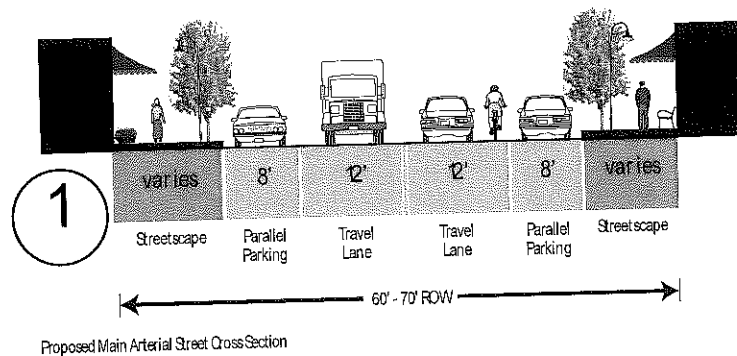 1
varies 8' 12' 12' 8' varies
Streetscape Parallel Parking Travel Lane Travel Lane Parallel Parking Streetscape
60' - 70' ROW
Proposed Main Arterial Street Cross Section